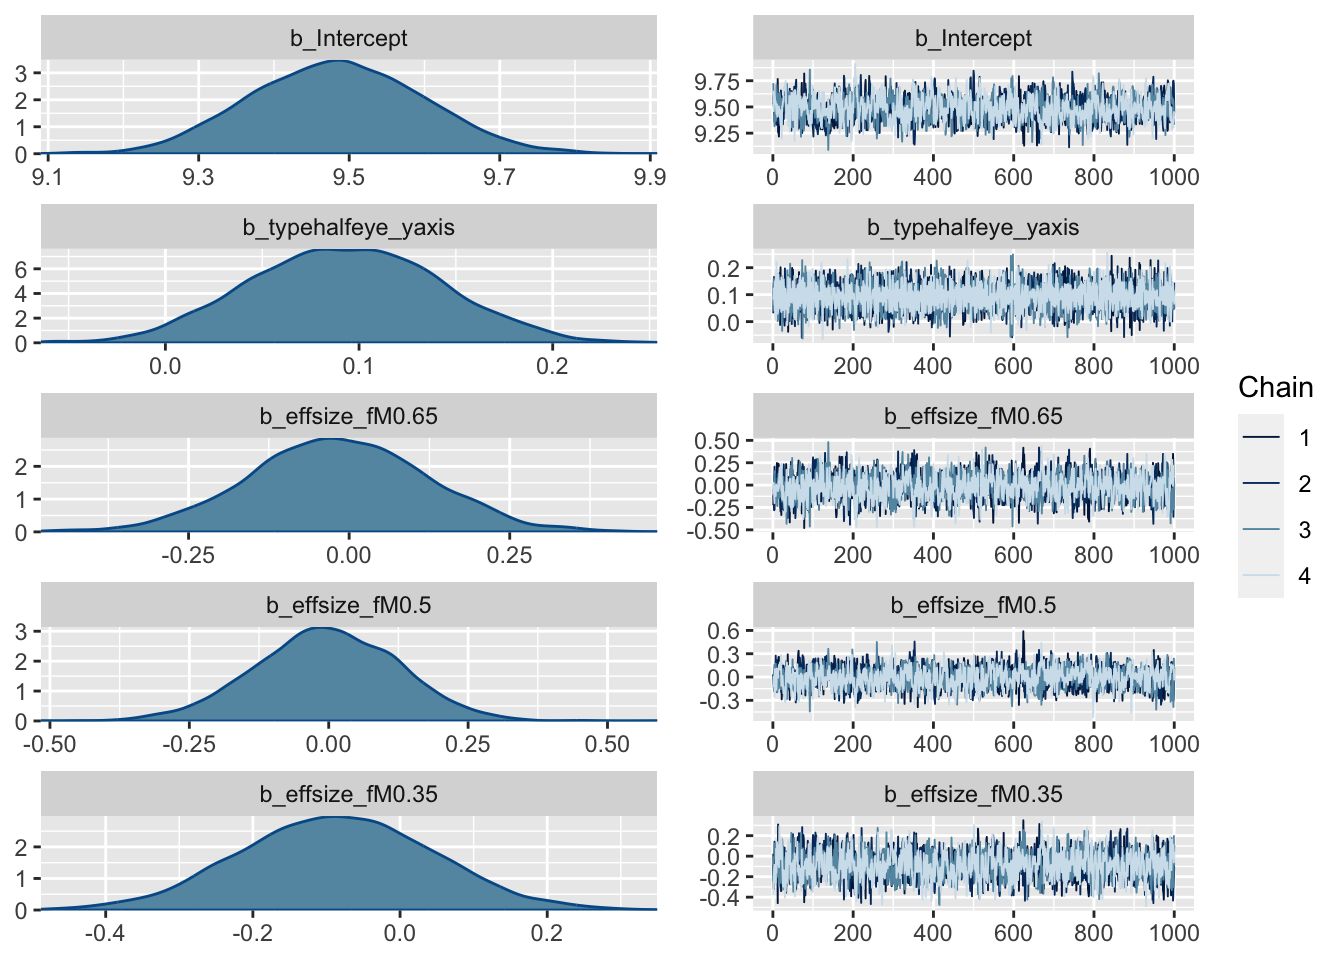 b_Intercept
3
2
1
0
9.1 9.3 9.5 9.7 9.9
b_Intercept
9.75
9.50
9.25
0 200 400 600 800 1000
b_typehalfeye_yaxis
6
4
2
0
0.0 0.1 0.2
b_typehalfeye_yaxis
0.2
0.1
0.0
0 200 400 600 800 1000
b_effsize_fM0.65
2
1
0
-0.25 0.00 0.25
b_effsize_fM0.65
0.50
0.25
0.00
-0.25
-0.50
0 200 400 600 800 1000
b_effsize_fM0.5
3
2
1
0
-0.50 -0.25 0.00 0.25 0.50
b_effsize_fM0.5
0.6
0.3
0.0
-0.3
0 200 400 600 800 1000
b_effsize_fM0.35
2
1
0
-0.4 -0.2 0.0 0.2
b_effsize_fM0.35
0.2
0.0
-0.2
-0.4
0 200 400 600 800 1000
Chain
1
2
3
4